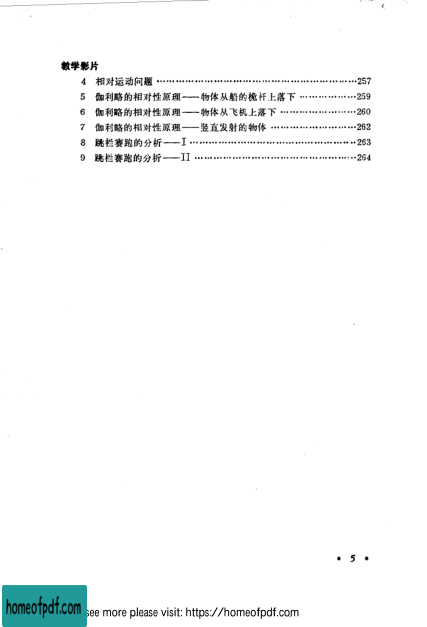 教学影片
4 相对运动问题 …………………………………………………………257
5 伽利略的相对性原理——物体从船的桅杆上落下 ………………259
6 伽利略的相对性原理——物体从飞机上落下 ……………………260
7 伽利略的相对性原理——竖直发射的物体 ………………………262
8 跳栏赛跑的分析——I ………………………………………………263
9 跳栏赛跑的分析——II ………………………………………………264
• 5 •
homeofpdf.com
see more please visit: https://homeofpdf.com